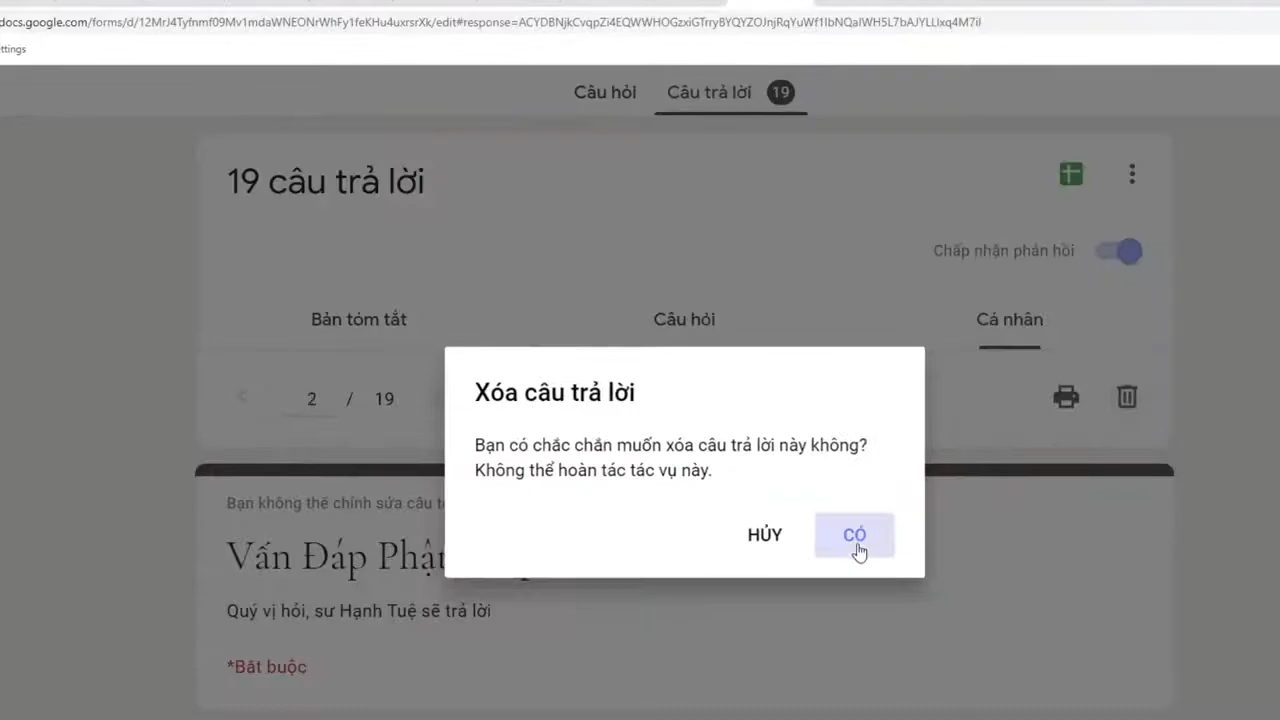 docs.google.com/forms/d/12MrJ4Tyfnmf09Mv1mdaWNEONrWhFy1feKHu4uxrsrXk/edit#response=ACYDBNjkCvqpZi4EQWWHOGzxiGTrryBYQYZOJnjRqYuWf1IbNQaIWH5L7bAJYLLlxq4M7il
ttings
Câu hỏi
Câu trả lời 19
19 câu trả lời
Chấp nhận phản hồi
Bản tóm tắt
Câu hỏi
Cá nhân
2 / 19
Xóa câu trả lời
Bạn có chắc chắn muốn xóa câu trả lời này không?
Không thể hoàn tác tác vụ này.
HỦY
CÓ
Bạn không thể chỉnh sửa câu t
Vấn Đáp Phật
Quý vị hỏi, sư Hạnh Tuệ sẽ trả lời
*Bắt buộc